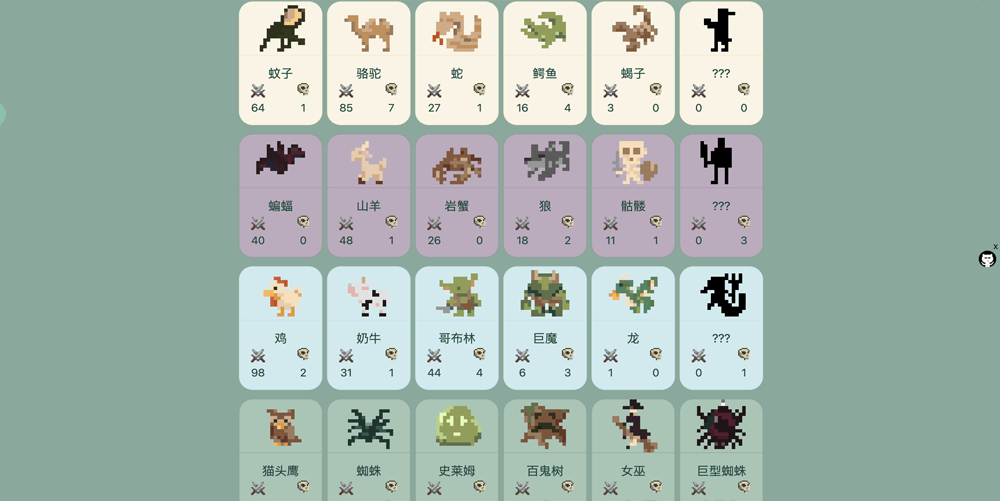 蚊子 骆驼 蛇 鳄鱼 蝎子 ???
64 1 85 7 27 1 16 4 3 0 0 0
蝙蝠 山羊 岩蟹 狼 骷髅 ???
40 0 48 1 26 0 18 2 11 1 0 3
鸡 奶牛 哥布林 巨魔 龙 ???
98 2 31 1 44 4 6 3 1 0 0 1
猫头鹰 蜘蛛 史莱姆 百鬼树 女巫 巨型蜘蛛
x